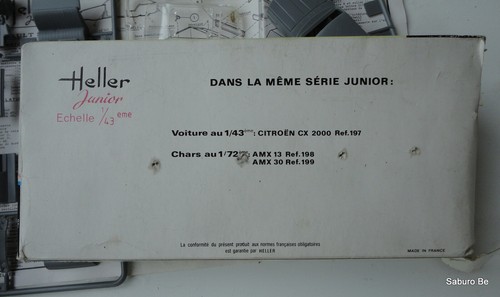 Heller
Junior
Echelle 1/43 eme
DANS LA MÊME SÉRIE JUNIOR :
Voiture au 1/43ème : CITROËN CX 2000 Ref.197
Chars au 1/72ème : AMX 13 Ref.198
AMX 30 Ref.199
La conformité du présent produit aux normes françaises obligatoires
est garantie par HELLER
MADE IN FRANCE
Saburo Be